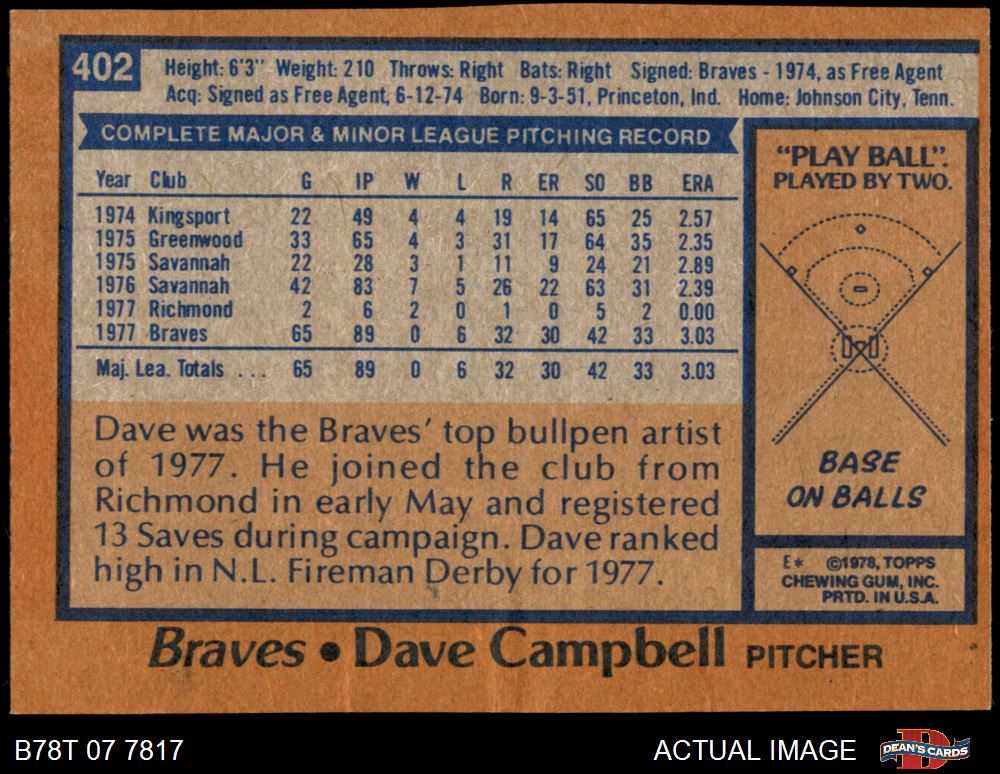 402
Height: 6'3" Weight: 210 Throws: Right Bats: Right Signed: Braves - 1974, as Free Agent
Acq: Signed as Free Agent, 6-12-74 Born: 9-3-51, Princeton, Ind. Home: Johnson City, Tenn.
COMPLETE MAJOR & MINOR LEAGUE PITCHING RECORD
Year Club G IP W L R ER SO BB ERA
1974 Kingsport 22 49 4 4 19 14 65 25 2.57
1975 Greenwood 33 65 4 3 31 17 64 35 2.35
1975 Savannah 22 28 3 1 11 9 24 21 2.89
1976 Savannah 42 83 7 5 26 22 63 31 2.39
1977 Richmond 2 6 2 0 1 0 5 2 0.00
1977 Braves 65 89 0 6 32 30 42 33 3.03
Maj. Lea. Totals ... 65 89 0 6 32 30 42 33 3.03
Dave was the Braves' top bullpen artist
of 1977. He joined the club from
Richmond in early May and registered
13 Saves during campaign. Dave ranked
high in N.L. Fireman Derby for 1977.
"PLAY BALL".
PLAYED BY TWO.
BASE
ON BALLS
E* ©1978, TOPPS
CHEWING GUM, INC.
PRTD. IN U.S.A.
Braves • Dave Campbell PITCHER
B78T 07 7817
ACTUAL IMAGE
DEAN'S CARDS